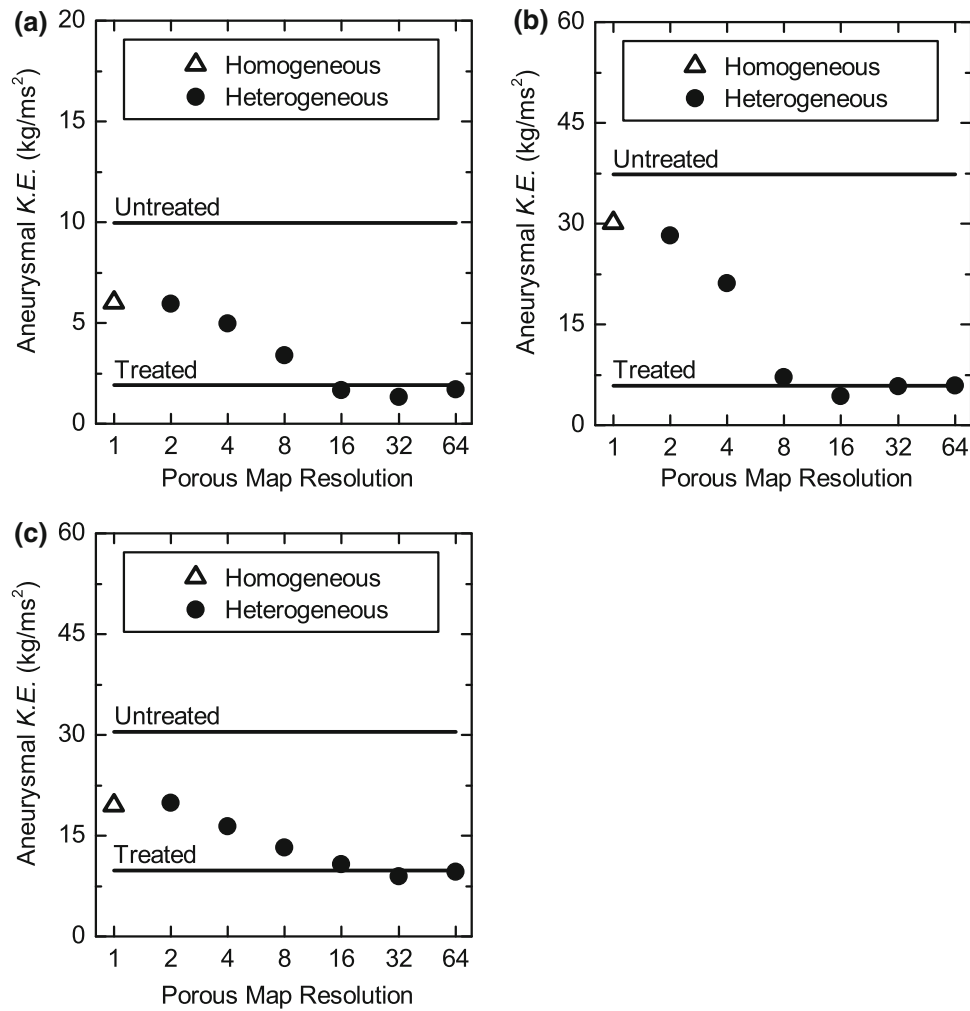 (a)
20
15
10
5
0
Aneurysmal K.E. (kg/ms²)
Homogeneous
Heterogeneous
Untreated
Treated
1 2 4 8 16 32 64
Porous Map Resolution
(b)
60
45
30
15
0
Aneurysmal K.E. (kg/ms²)
Homogeneous
Heterogeneous
Untreated
Treated
1 2 4 8 16 32 64
Porous Map Resolution
(c)
60
45
30
15
0
Aneurysmal K.E. (kg/ms²)
Homogeneous
Heterogeneous
Untreated
Treated
1 2 4 8 16 32 64
Porous Map Resolution